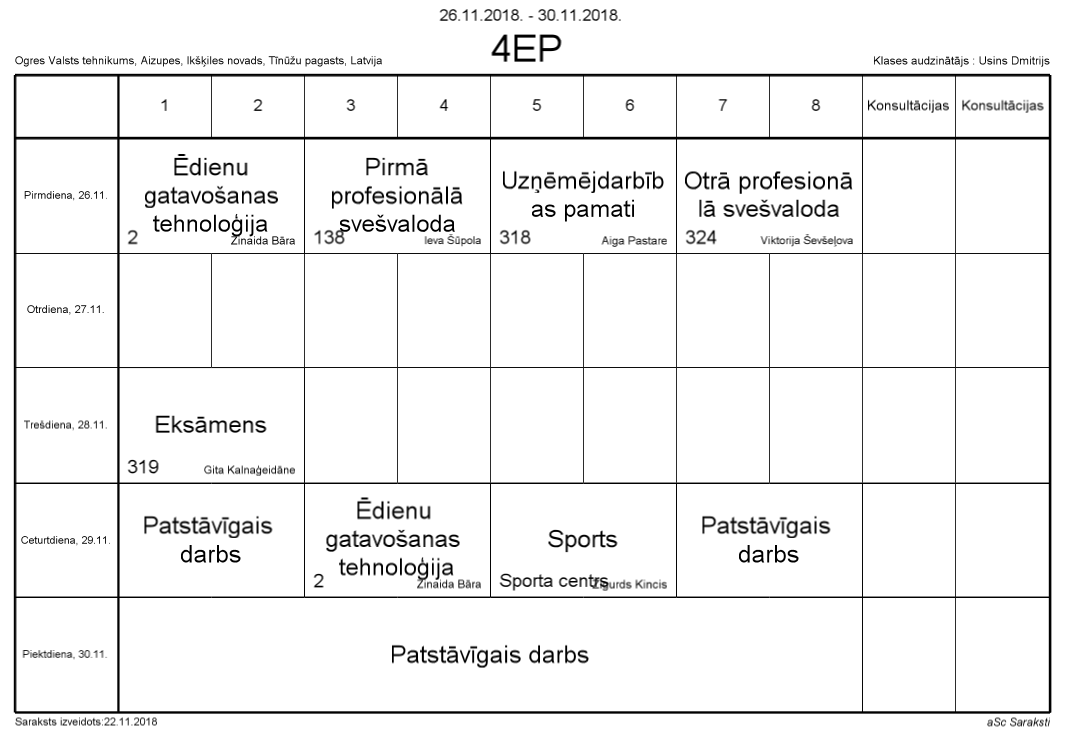 26.11.2018. - 30.11.2018.
4EP
Ogres Valsts tehnikums, Aizupes, Ikšķiles novads, Tīnūžu pagasts, Latvija
Klases audzinātājs : Usins Dmitrijs
1 2 3 4 5 6 7 8 Konsultācijas Konsultācijas
Pirmdiena, 26.11.
Ēdienu
gatavošanas
tehnoloģija
2 Zinaida Bāra
Pirmā
profesionālā
svešvaloda
138 Ieva Šūpola
Uzņēmējdarbīb
as pamati
318 Aiga Pastare
Otrā profesionā
lā svešvaloda
324 Viktorija Ševšeļova
Otrdiena, 27.11.
Trešdiena, 28.11.
Eksāmens
319 Gita Kalnaģeidāne
Ceturtdiena, 29.11.
Patstāvīgais
darbs
Ēdienu
gatavošanas
tehnoloģija
2 Zinaida Bāra
Sports
Sporta centrs Zigurds Kincis
Patstāvīgais
darbs
Piektdiena, 30.11.
Patstāvīgais darbs
Saraksts izveidots:22.11.2018
aSc Saraksti